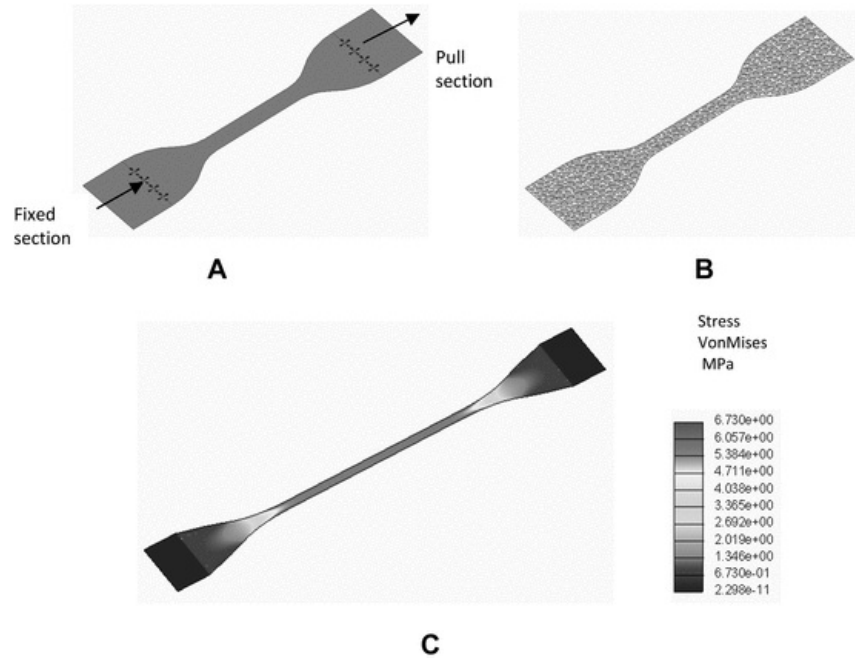 Pull
section
Fixed
section
A
B
Stress
VonMises
MPa
6.730e+00
6.057e+00
5.384e+00
4.711e+00
4.038e+00
3.365e+00
2.692e+00
2.019e+00
1.346e+00
6.730e-01
2.298e-11
C